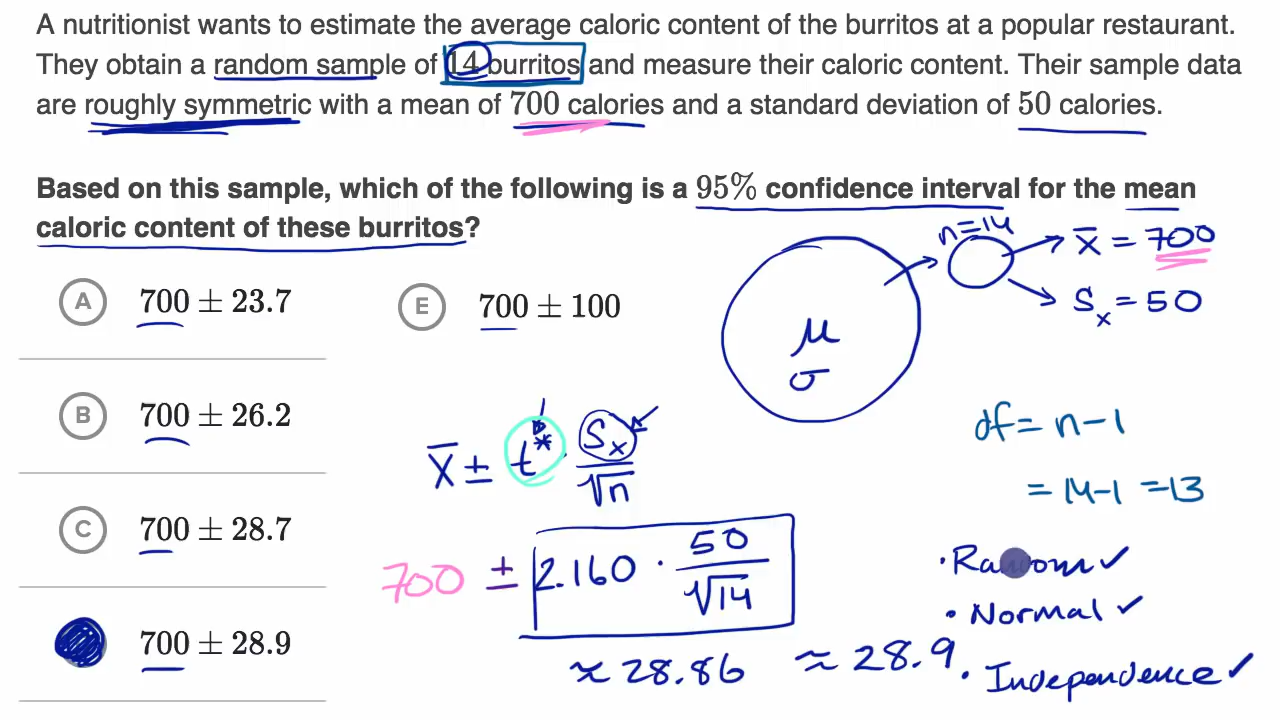 A nutritionist wants to estimate the average caloric content of the burritos at a popular restaurant.
They obtain a random sample of 14 burritos and measure their caloric content. Their sample data
are roughly symmetric with a mean of 700 calories and a standard deviation of 50 calories.
Based on this sample, which of the following is a 95% confidence interval for the mean
caloric content of these burritos?
A 700 ± 23.7
E 700 ± 100
B 700 ± 26.2
C 700 ± 28.7
700 ± 28.9
n=14
x̄ = 700
Sx = 50
μ
σ
x̄ ± t* · Sx/√n
df = n-1
= 14-1 = 13
700 ± 2.160 · 50/√14
≈ 28.86 ≈ 28.9
· Random ✓
· Normal ✓
· Independence ✓